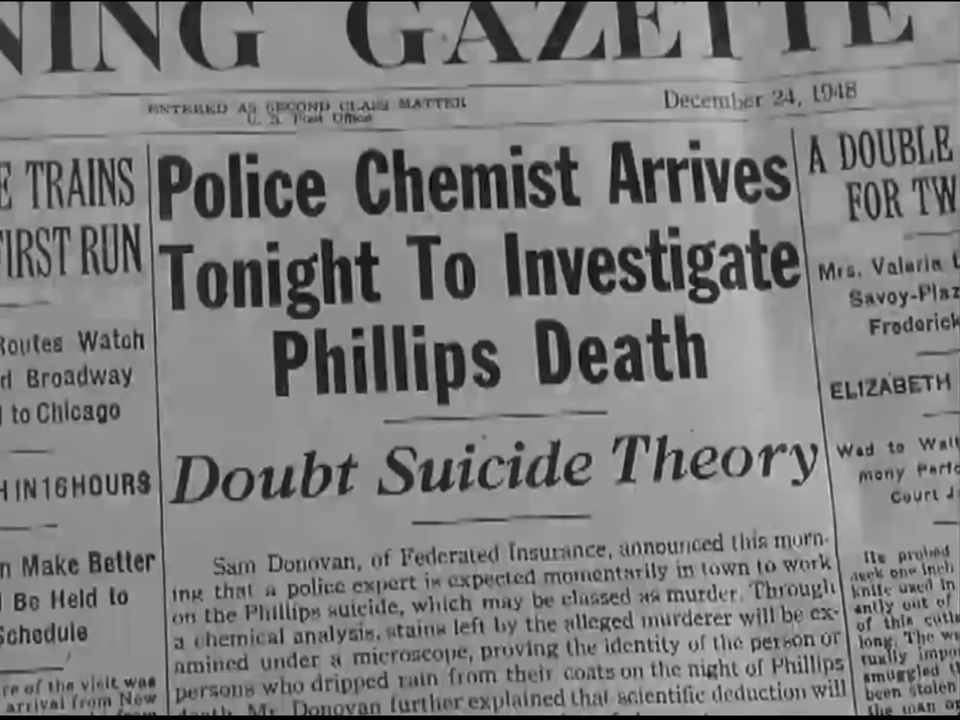 NING GAZETTE
ENTERED AS SECOND CLASS MATTER
U. S. Post Office
December 24, 1948
E TRAINS
FIRST RUN
Routes Watch
rd Broadway
l to Chicago
H IN 16 HOURS
n Make Better
l Be Held to
Schedule
re of the visit was
arrival from New
Police Chemist Arrives
Tonight To Investigate
Phillips Death
Doubt Suicide Theory
Sam Donovan, of Federated Insurance, announced this morn-
ing that a police expert is expected momentarily in town to work
on the Phillips suicide, which may be classed as murder. Through
a chemical analysis, stains left by the alleged murderer will be ex-
amined under a microscope, proving the identity of the person or
persons who dripped rain from their coats on the night of Phillips
death. Mr. Donovan further explained that scientific deduction will
A DOUBLE
FOR TW
Mrs. Valeria L
Savoy-Plaz
Frederick
ELIZABETH
Wed to Walt
mony Perfo
Court J
He probed
neck one inch
knife used in
antly out of
of this cutla
long. The we
rually impor
smuggled th
been stolen
the man or